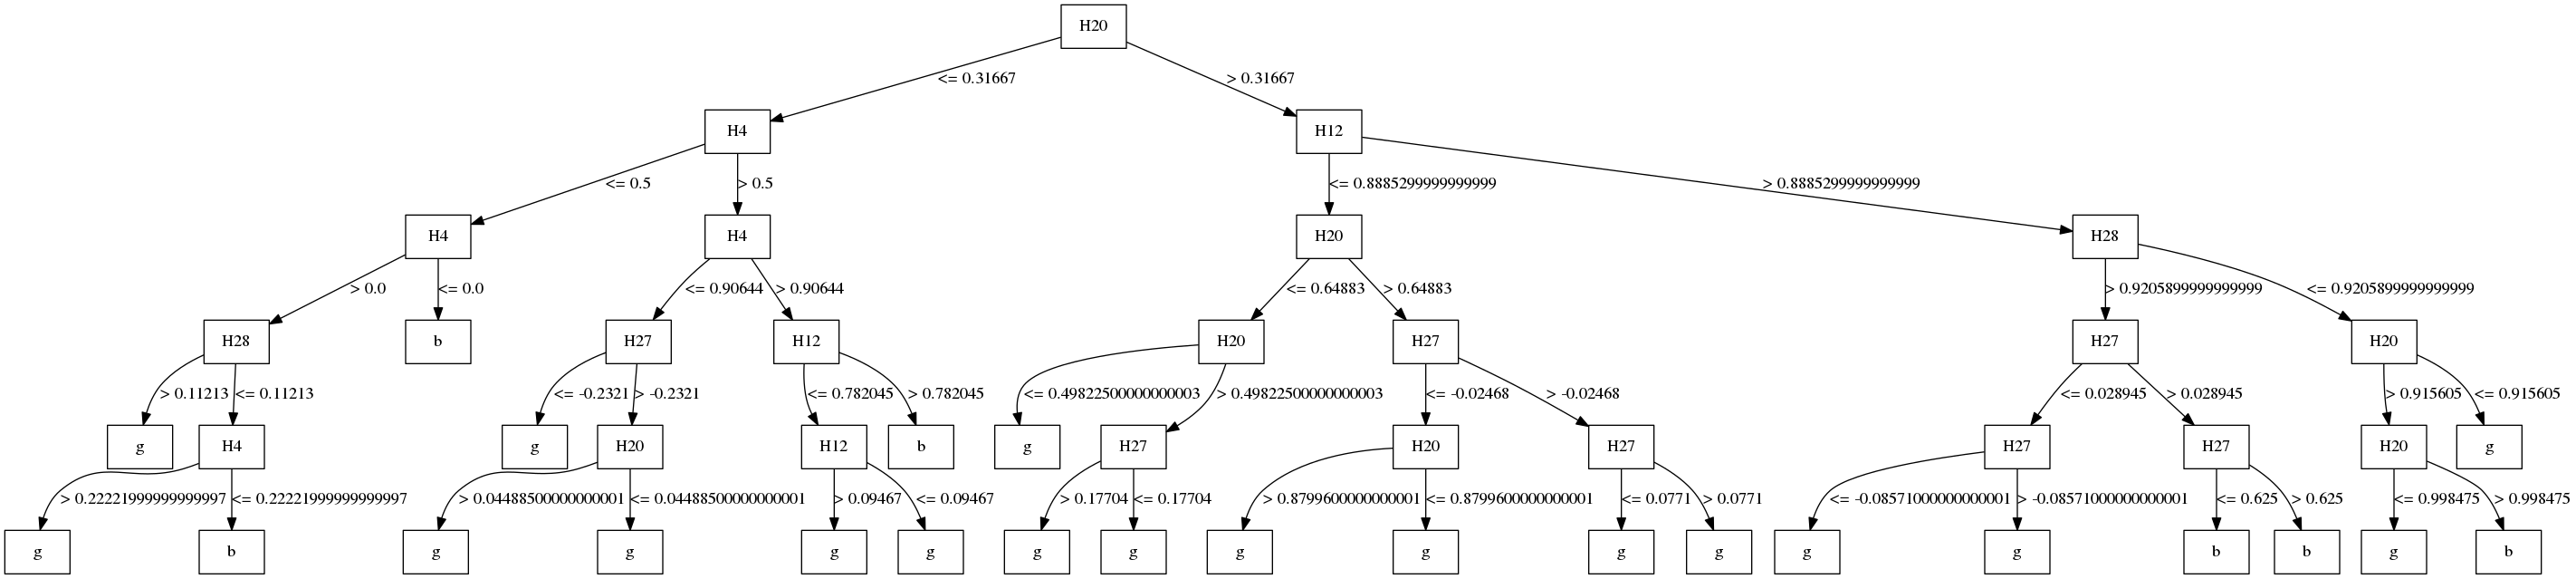 H20
<= 0.31667 > 0.31667
H4 H12
<= 0.5 > 0.5 <= 0.8885299999999999 > 0.8885299999999999
H4 H4 H20 H28
> 0.0 <= 0.0 <= 0.90644 > 0.90644 <= 0.64883 > 0.64883 > 0.9205899999999999 <= 0.9205899999999999
H28 b H27 H12 H20 H27 H27 H20
> 0.11213 <= 0.11213 <= -0.2321 > -0.2321 <= 0.782045 > 0.782045 <= 0.49822500000000003 > 0.49822500000000003 <= -0.02468 > -0.02468 <= 0.028945 > 0.028945 > 0.915605 <= 0.915605
g H4 g H20 H12 b g H27 H20 H27 H27 H27 H20 g
> 0.22221999999999997 <= 0.22221999999999997 > 0.044885000000000001 <= 0.044885000000000001 > 0.09467 <= 0.09467 > 0.17704 <= 0.17704 > 0.8799600000000001 <= 0.8799600000000001 <= 0.0771 > 0.0771 <= -0.08571000000000001 > -0.08571000000000001 <= 0.625 > 0.625 <= 0.998475 > 0.998475
g b g g g g g g g g g g g g b b g b